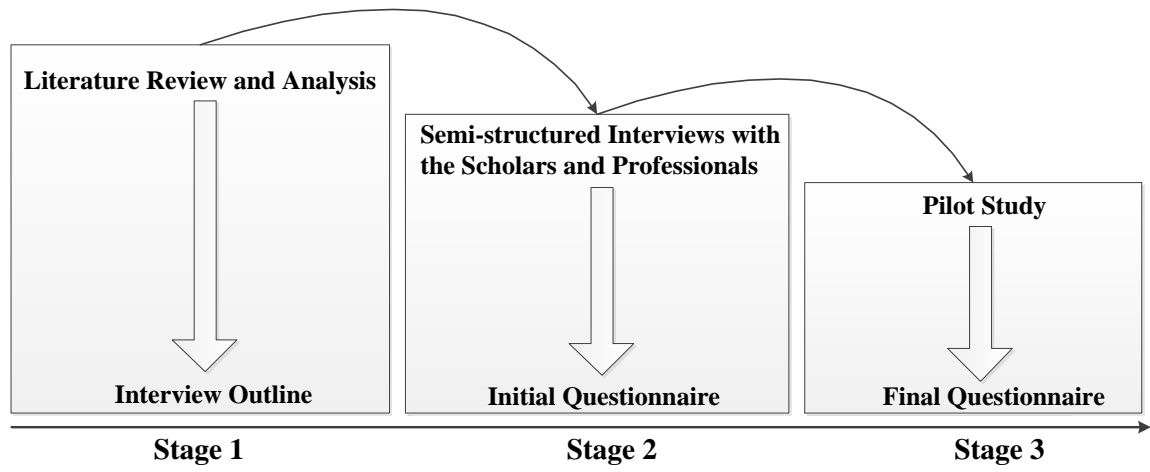 Literature Review and Analysis
Interview Outline
Semi-structured Interviews with
the Scholars and Professionals
Initial Questionnaire
Pilot Study
Final Questionnaire
Stage 1
Stage 2
Stage 3